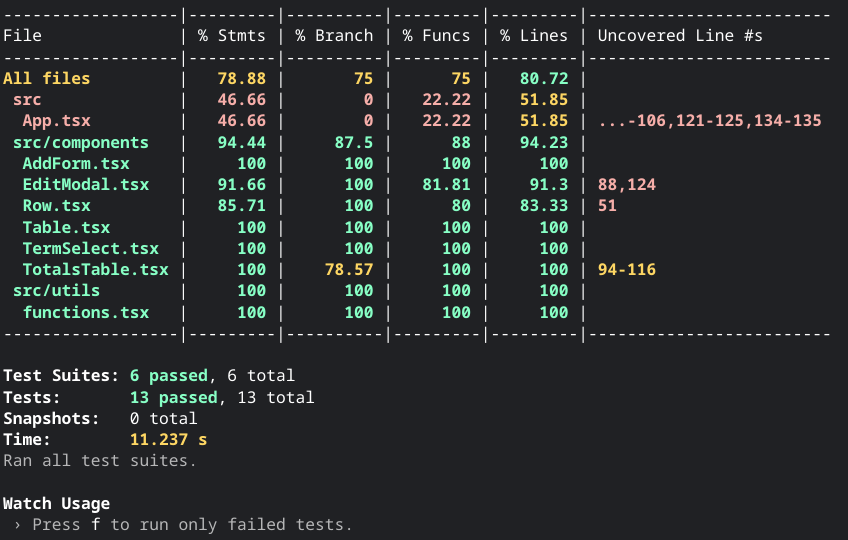 -----------------|---------|----------|---------|---------|-------------------------
File             | % Stmts | % Branch | % Funcs | % Lines | Uncovered Line #s
-----------------|---------|----------|---------|---------|-------------------------
All files        |   78.88 |       75 |      75 |   80.72 |
 src             |   46.66 |        0 |   22.22 |   51.85 |
  App.tsx        |   46.66 |        0 |   22.22 |   51.85 | ...-106,121-125,134-135
 src/components  |   94.44 |     87.5 |      88 |   94.23 |
  AddForm.tsx    |     100 |      100 |     100 |     100 |
  EditModal.tsx  |   91.66 |      100 |   81.81 |    91.3 | 88,124
  Row.tsx        |   85.71 |      100 |      80 |   83.33 | 51
  Table.tsx      |     100 |      100 |     100 |     100 |
  TermSelect.tsx |     100 |      100 |     100 |     100 |
  TotalsTable.tsx |     100 |    78.57 |     100 |     100 | 94-116
 src/utils       |     100 |      100 |     100 |     100 |
  functions.tsx  |     100 |      100 |     100 |     100 |
-----------------|---------|----------|---------|---------|-------------------------
Test Suites: 6 passed, 6 total
Tests:       13 passed, 13 total
Snapshots:   0 total
Time:        11.237 s
Ran all test suites.
Watch Usage
 › Press f to run only failed tests.